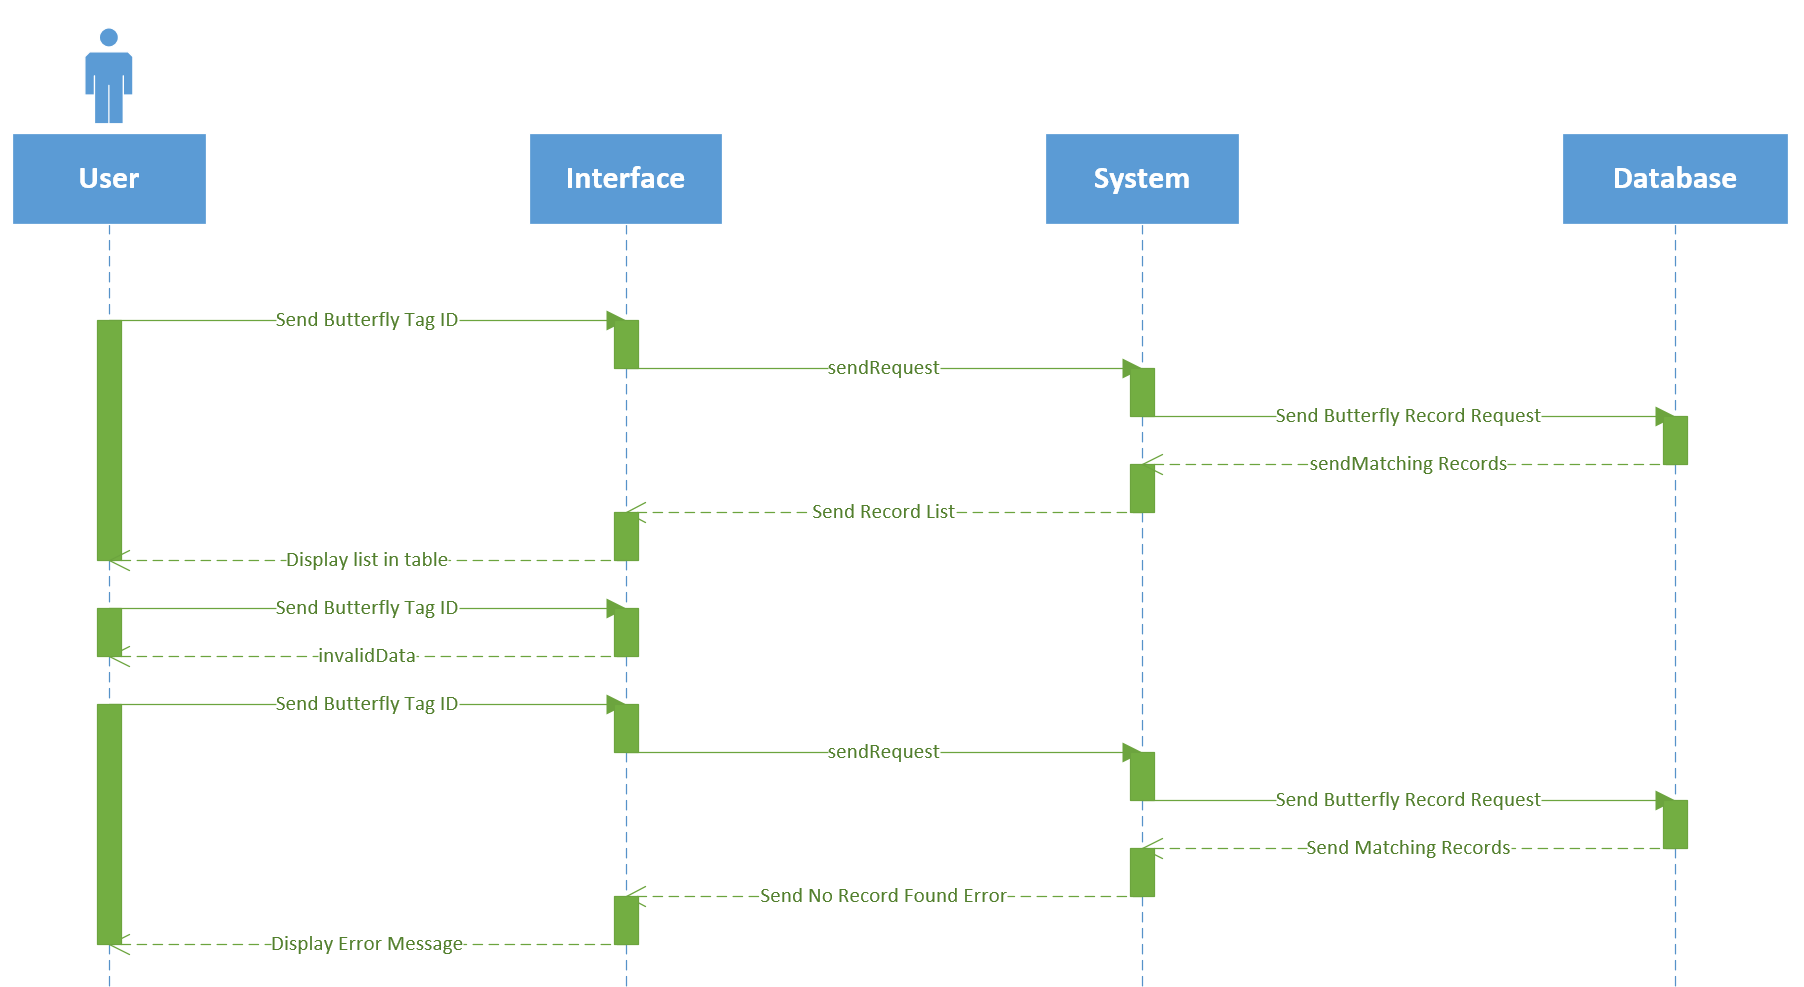 User
Interface
System
Database
Send Butterfly Tag ID
sendRequest
Send Butterfly Record Request
sendMatching Records
Send Record List
Display list in table
Send Butterfly Tag ID
invalidData
Send Butterfly Tag ID
sendRequest
Send Butterfly Record Request
Send Matching Records
Send No Record Found Error
Display Error Message